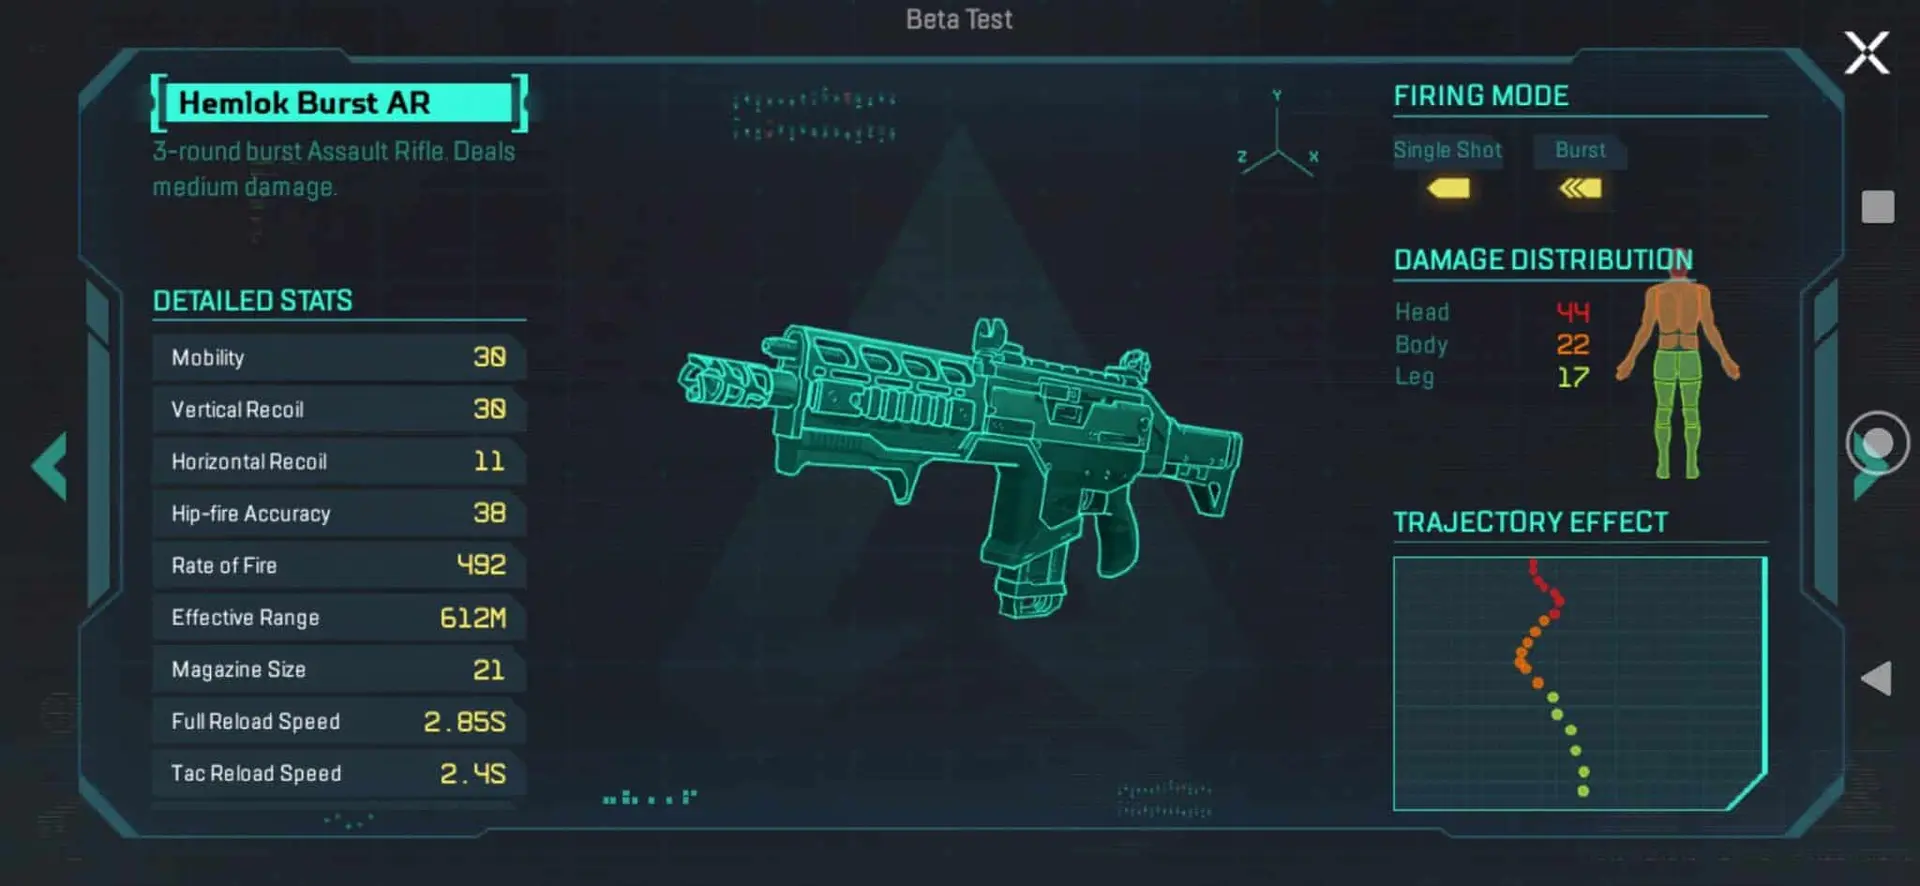 Beta Test
Hemlok Burst AR
3-round burst Assault Rifle. Deals
medium damage.
DETAILED STATS
Mobility 30
Vertical Recoil 30
Horizontal Recoil 11
Hip-fire Accuracy 38
Rate of Fire 492
Effective Range 612M
Magazine Size 21
Full Reload Speed 2.85S
Tac Reload Speed 2.4S
Y
Z X
FIRING MODE
Single Shot Burst
DAMAGE DISTRIBUTION
Head 44
Body 22
Leg 17
TRAJECTORY EFFECT